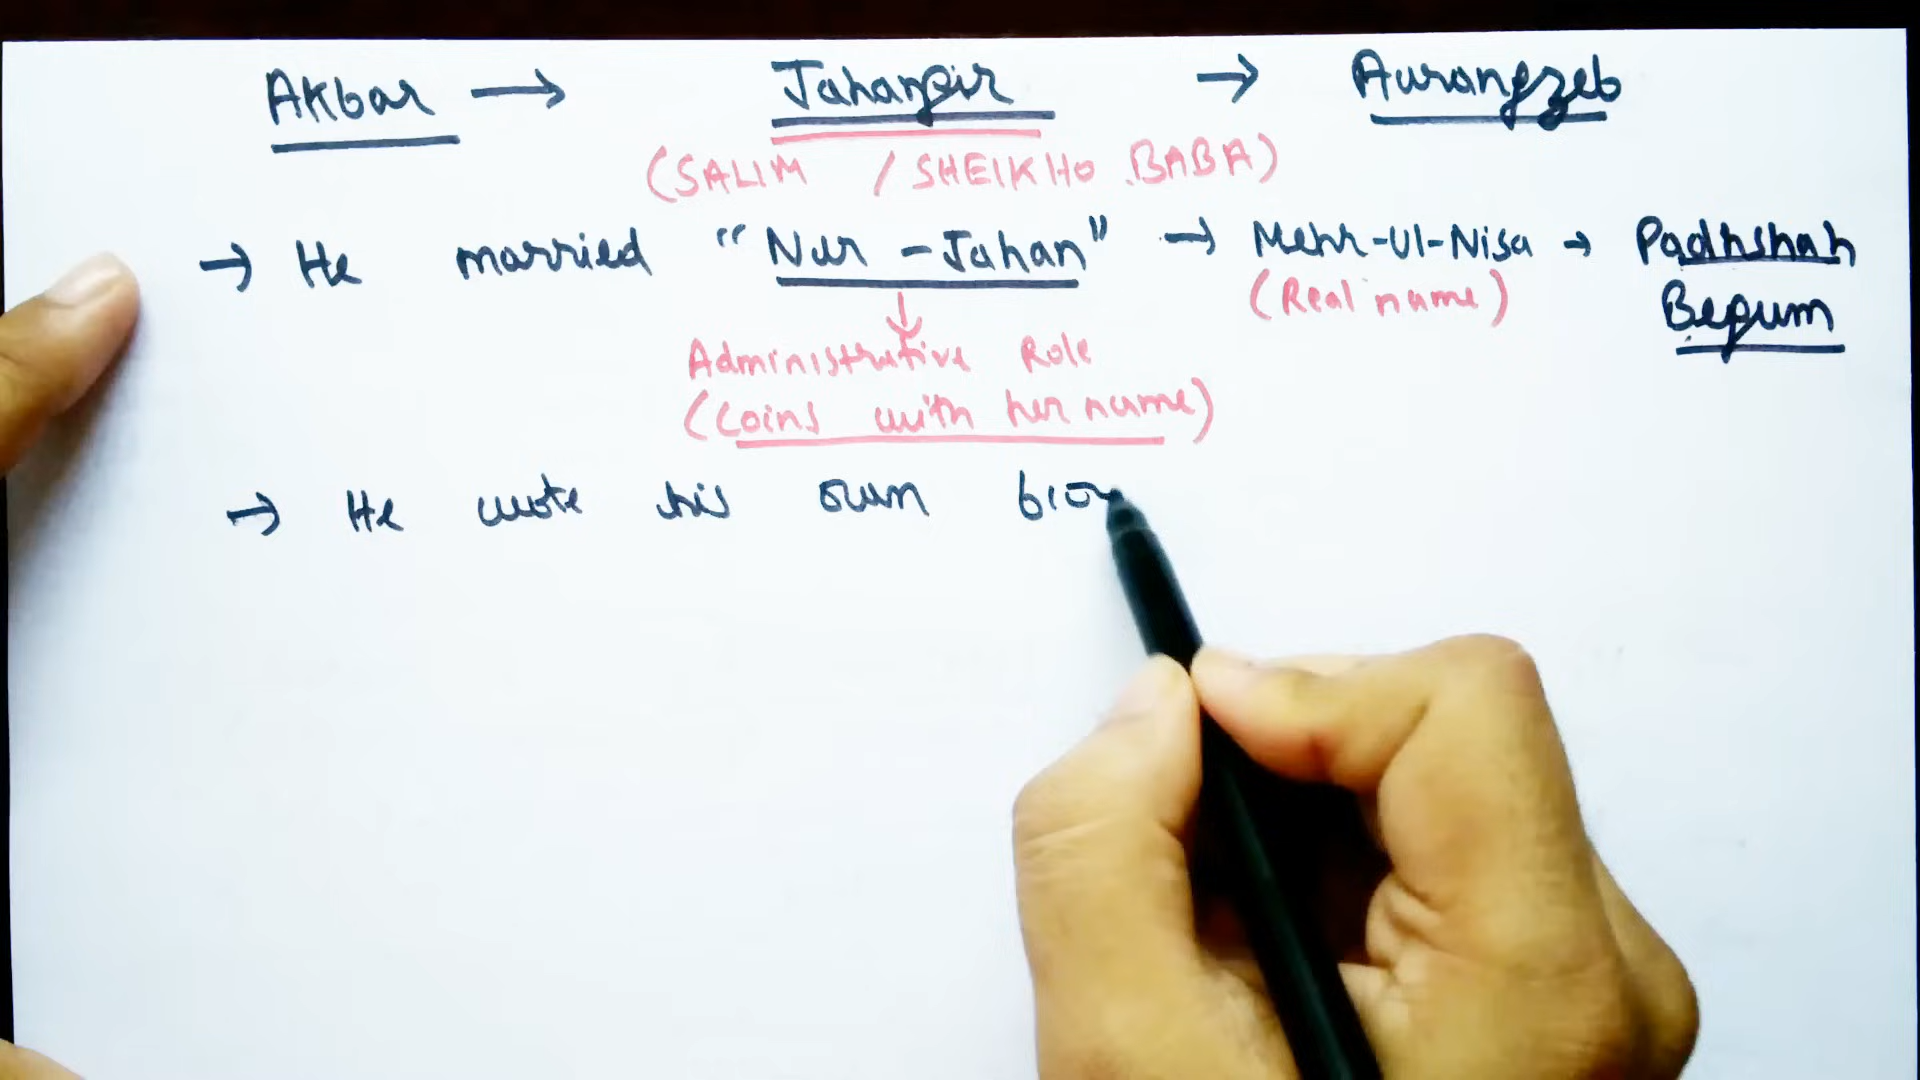 Akbar → Jahangir → Aurangzeb
(SALIM / SHEIKHO BABA)
→ He married "Nur-Jahan" → Mehr-Ul-Nisa → Padhshah
(Real name) Begum
↓
Administrative Role
(Coins with her name)
→ He wrote his own